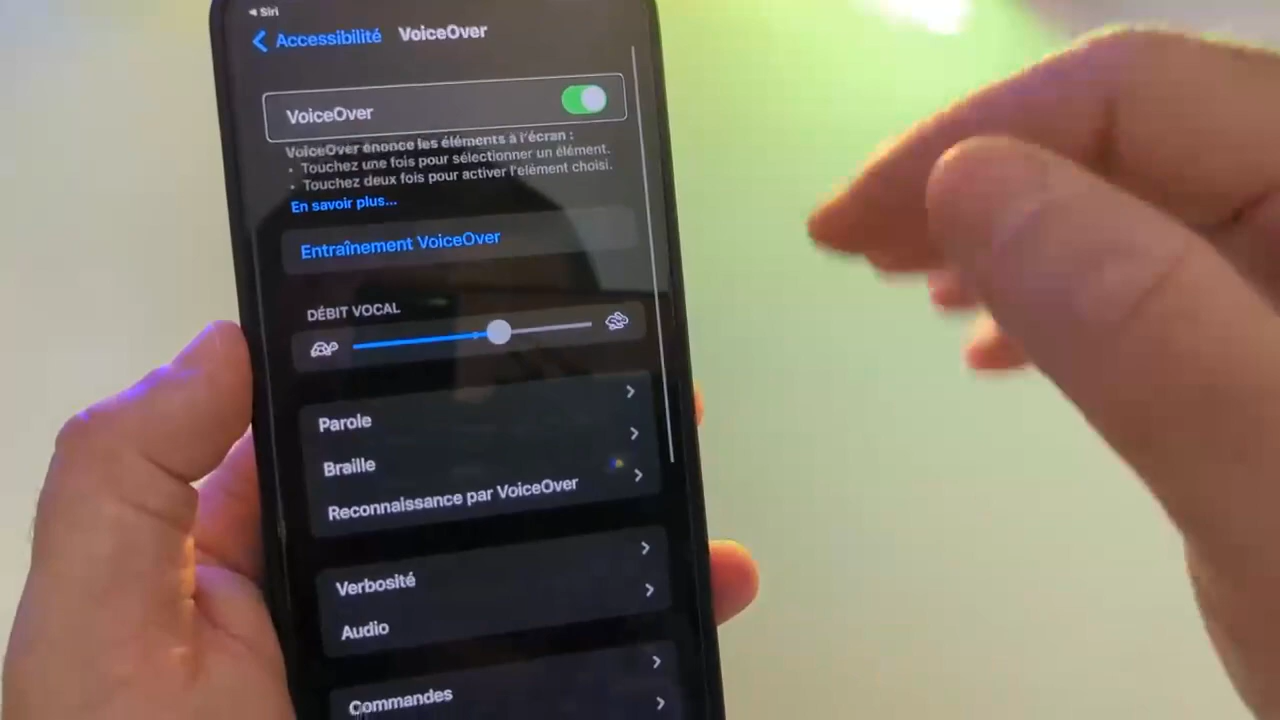 ◀ Siri
Accessibilité VoiceOver
VoiceOver
VoiceOver énonce les éléments à l'écran :
• Touchez une fois pour sélectionner un élément.
• Touchez deux fois pour activer l'élément choisi.
En savoir plus...
Entraînement VoiceOver
DÉBIT VOCAL
Parole
Braille
Reconnaissance par VoiceOver
Verbosité
Audio
Commandes